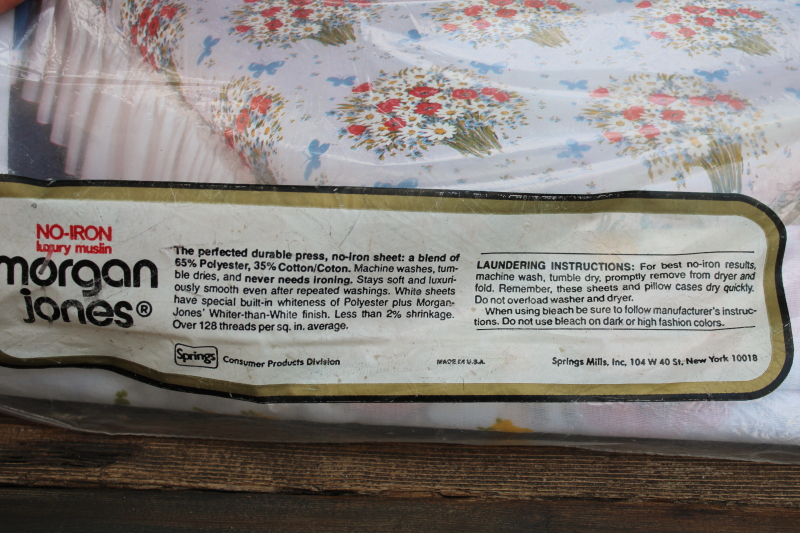 NO-IRON
luxury muslin
morgan
jones®
The perfected durable press, no-iron sheet: a blend of
65% Polyester, 35% Cotton/Coton. Machine washes, tum-
ble dries, and never needs ironing. Stays soft and luxuri-
ously smooth even after repeated washings. White sheets
have special built-in whiteness of Polyester plus Morgan-
Jones' Whiter-than-White finish. Less than 2% shrinkage.
Over 128 threads per sq. in. average.
Springs Consumer Products Division
MADE IN U.S.A.
LAUNDERING INSTRUCTIONS: For best no-iron results,
machine wash, tumble dry, promptly remove from dryer and
fold. Remember, these sheets and pillow cases dry quickly.
Do not overload washer and dryer.
When using bleach be sure to follow manufacturer's instruc-
tions. Do not use bleach on dark or high fashion colors.
Springs Mills, Inc. 104 W 40 St. New York 10018